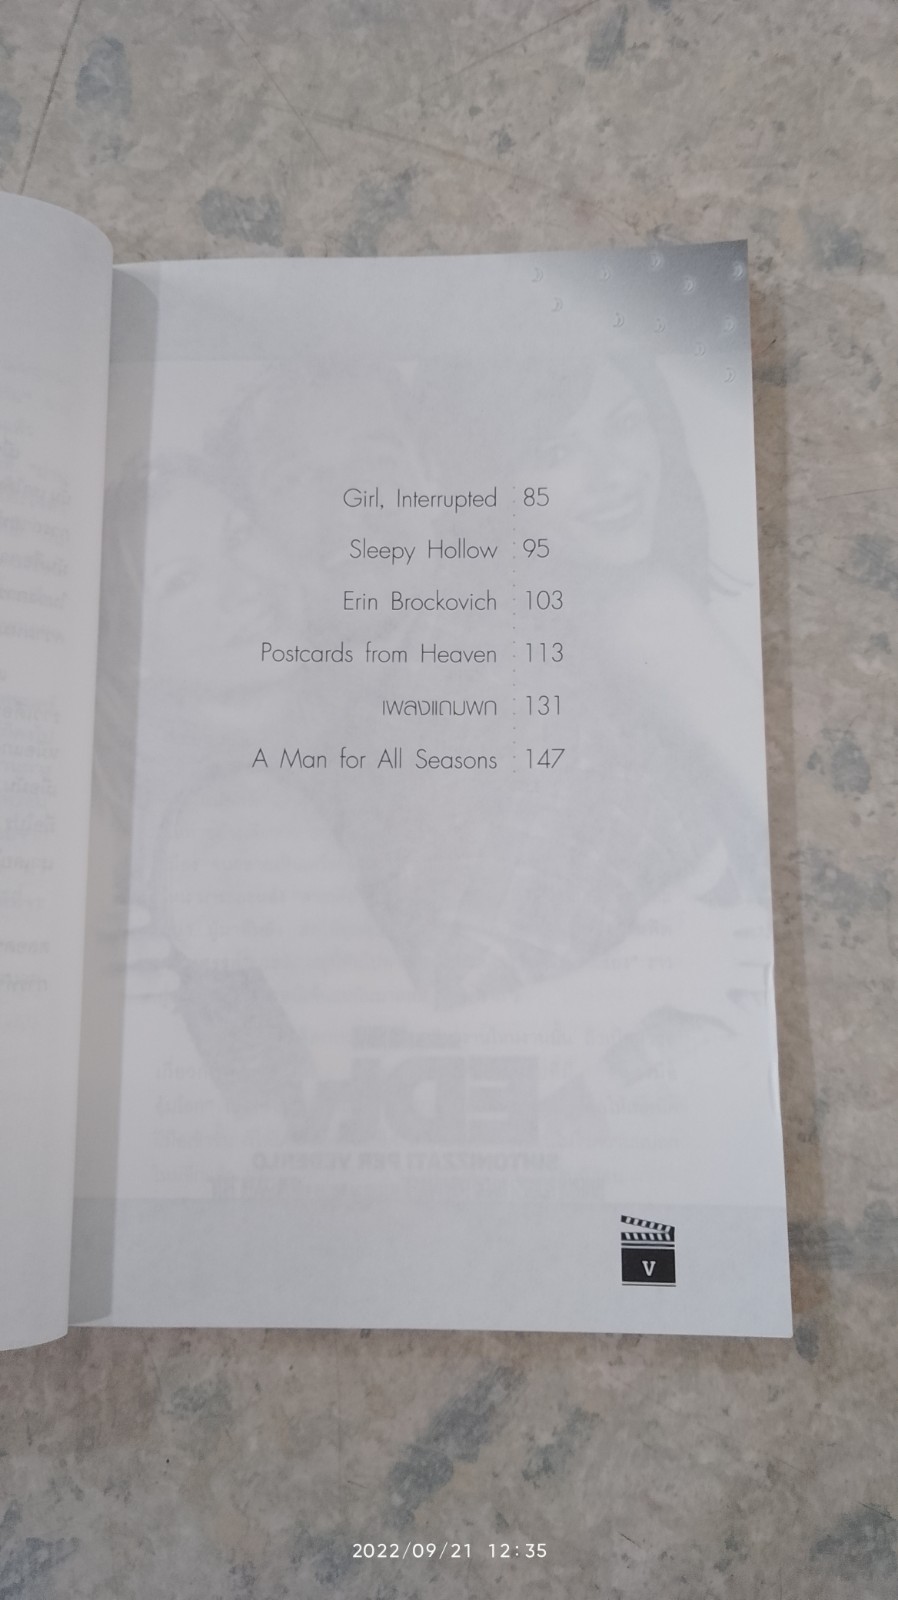 Girl, Interrupted : 85
Sleepy Hollow : 95
Erin Brockovich : 103
Postcards from Heaven : 113
เพลงแถมพก : 131
A Man for All Seasons : 147
V
2022/09/21 12:35